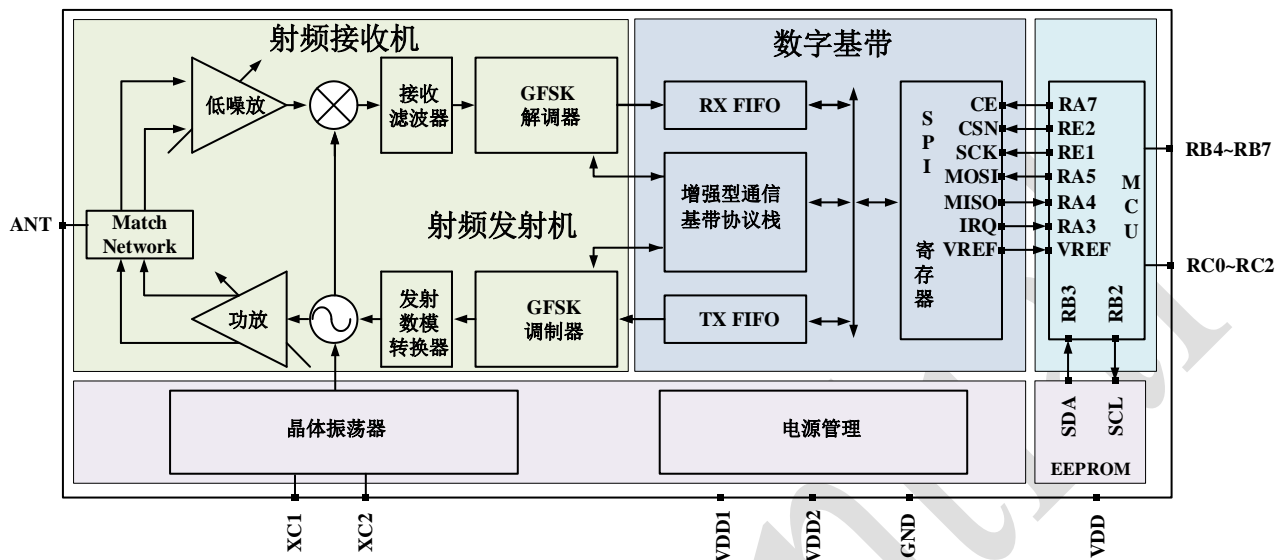 射频接收机
数字基带
低噪放
接收
滤波器
GFSK
解调器
RX FIFO
S
P
I
寄
存
器
CE
CSN
SCK
MOSI
MISO
IRQ
VREF
RA7
RE2
RE1
RA5
RA4
RA3
VREF
M
C
U
RB3
RB2
RB4~RB7
RC0~RC2
增强型通信
基带协议栈
ANT
Match
Network
射频发射机
功放
发射
数模
转换器
GFSK
调制器
TX FIFO
晶体振荡器
电源管理
SDA
SCL
EEPROM
XC1
XC2
VDD1
VDD2
GND
VDD